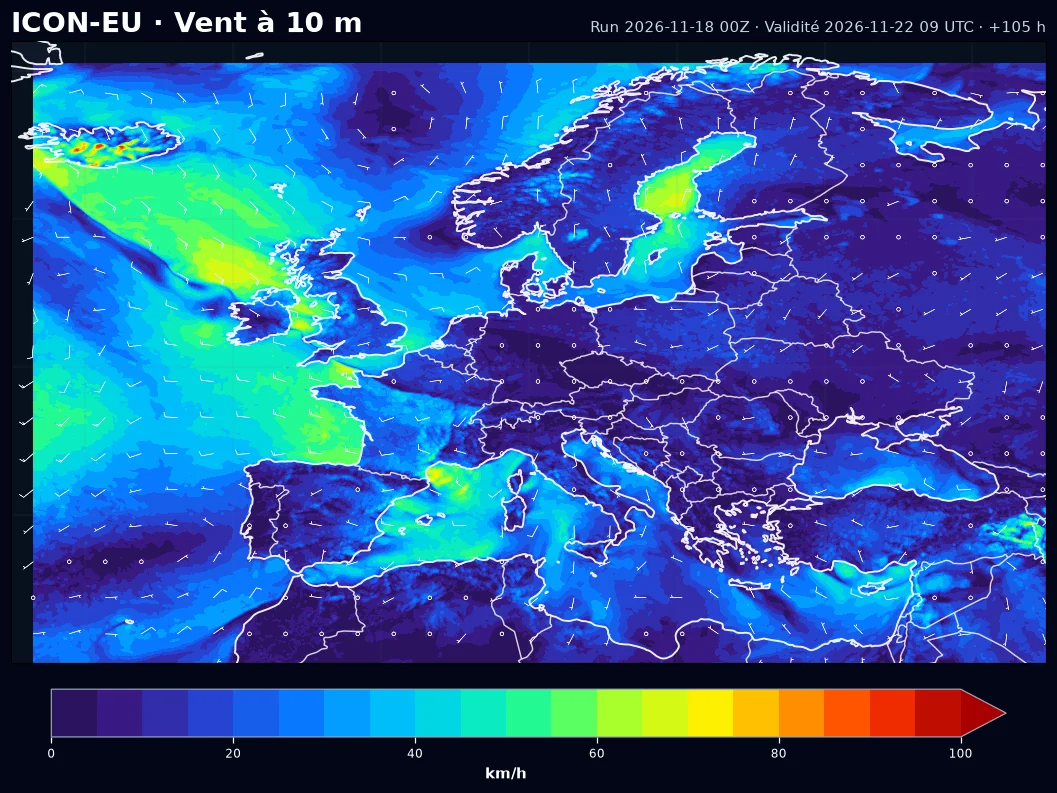 ICON-EU · Vent à 10 m
Run 2026-11-18 00Z · Validité 2026-11-22 09 UTC · +105 h
0 20 40 60 80 100
km/h